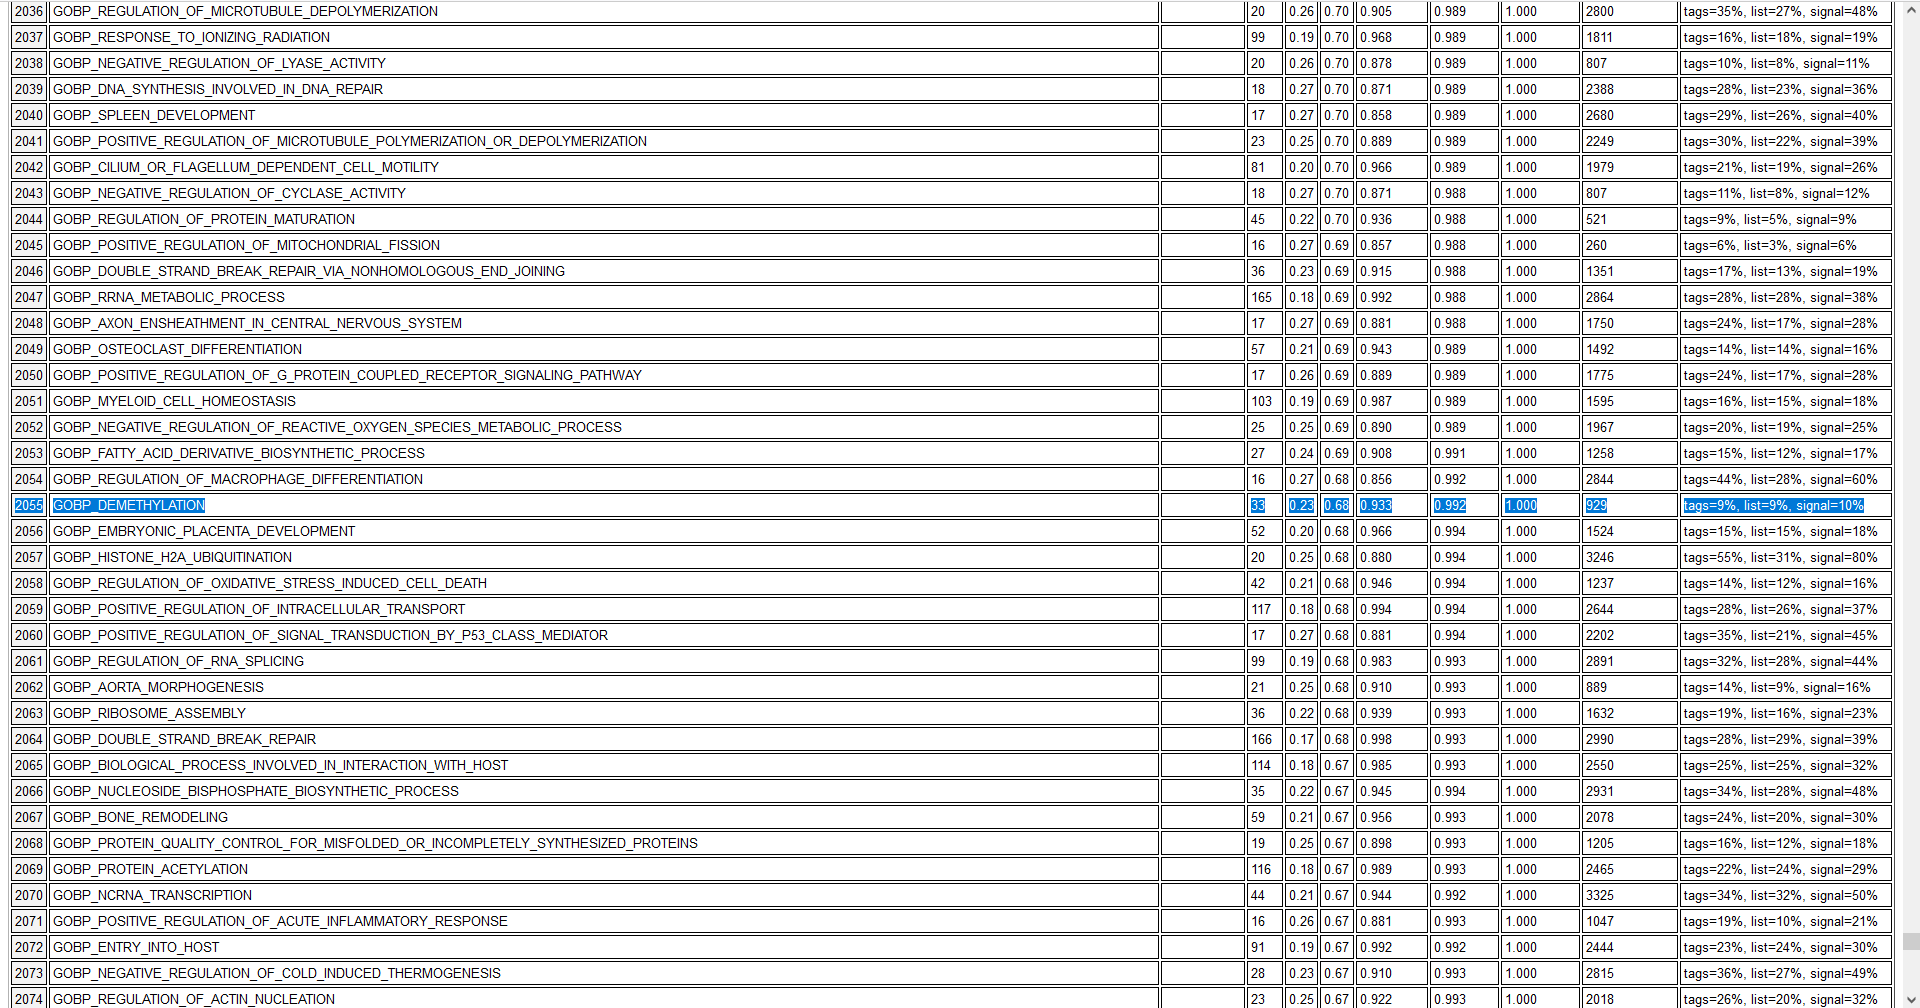 2036 GOBP_REGULATION_OF_MICROTUBULE_DEPOLYMERIZATION 20 0.26 0.70 0.905 0.989 1.000 2800 tags=35%, list=27%, signal=48%
2037 GOBP_RESPONSE_TO_IONIZING_RADIATION 99 0.19 0.70 0.968 0.989 1.000 1811 tags=16%, list=18%, signal=19%
2038 GOBP_NEGATIVE_REGULATION_OF_LYASE_ACTIVITY 20 0.26 0.70 0.878 0.989 1.000 807 tags=10%, list=8%, signal=11%
2039 GOBP_DNA_SYNTHESIS_INVOLVED_IN_DNA_REPAIR 18 0.27 0.70 0.871 0.989 1.000 2388 tags=28%, list=23%, signal=36%
2040 GOBP_SPLEEN_DEVELOPMENT 17 0.27 0.70 0.858 0.989 1.000 2680 tags=29%, list=26%, signal=40%
2041 GOBP_POSITIVE_REGULATION_OF_MICROTUBULE_POLYMERIZATION_OR_DEPOLYMERIZATION 23 0.25 0.70 0.889 0.989 1.000 2249 tags=30%, list=22%, signal=39%
2042 GOBP_CILIUM_OR_FLAGELLUM_DEPENDENT_CELL_MOTILITY 81 0.20 0.70 0.966 0.989 1.000 1979 tags=21%, list=19%, signal=26%
2043 GOBP_NEGATIVE_REGULATION_OF_CYCLASE_ACTIVITY 18 0.27 0.70 0.871 0.988 1.000 807 tags=11%, list=8%, signal=12%
2044 GOBP_REGULATION_OF_PROTEIN_MATURATION 45 0.22 0.70 0.936 0.988 1.000 521 tags=9%, list=5%, signal=9%
2045 GOBP_POSITIVE_REGULATION_OF_MITOCHONDRIAL_FISSION 16 0.27 0.69 0.857 0.988 1.000 260 tags=6%, list=3%, signal=6%
2046 GOBP_DOUBLE_STRAND_BREAK_REPAIR_VIA_NONHOMOLOGOUS_END_JOINING 36 0.23 0.69 0.915 0.988 1.000 1351 tags=17%, list=13%, signal=19%
2047 GOBP_RRNA_METABOLIC_PROCESS 165 0.18 0.69 0.992 0.988 1.000 2864 tags=28%, list=28%, signal=38%
2048 GOBP_AXON_ENSHEATHMENT_IN_CENTRAL_NERVOUS_SYSTEM 17 0.27 0.69 0.881 0.988 1.000 1750 tags=24%, list=17%, signal=28%
2049 GOBP_OSTEOCLAST_DIFFERENTIATION 57 0.21 0.69 0.943 0.989 1.000 1492 tags=14%, list=14%, signal=16%
2050 GOBP_POSITIVE_REGULATION_OF_G_PROTEIN_COUPLED_RECEPTOR_SIGNALING_PATHWAY 17 0.26 0.69 0.889 0.989 1.000 1775 tags=24%, list=17%, signal=28%
2051 GOBP_MYELOID_CELL_HOMEOSTASIS 103 0.19 0.69 0.987 0.989 1.000 1595 tags=16%, list=15%, signal=18%
2052 GOBP_NEGATIVE_REGULATION_OF_REACTIVE_OXYGEN_SPECIES_METABOLIC_PROCESS 25 0.25 0.69 0.890 0.989 1.000 1967 tags=20%, list=19%, signal=25%
2053 GOBP_FATTY_ACID_DERIVATIVE_BIOSYNTHETIC_PROCESS 27 0.24 0.69 0.908 0.991 1.000 1258 tags=15%, list=12%, signal=17%
2054 GOBP_REGULATION_OF_MACROPHAGE_DIFFERENTIATION 16 0.27 0.68 0.856 0.992 1.000 2844 tags=44%, list=28%, signal=60%
2055 GOBP_DEMETHYLATION 33 0.23 0.68 0.933 0.992 1.000 929 tags=9%, list=9%, signal=10%
2056 GOBP_EMBRYONIC_PLACENTA_DEVELOPMENT 52 0.20 0.68 0.966 0.994 1.000 1524 tags=15%, list=15%, signal=18%
2057 GOBP_HISTONE_H2A_UBIQUITINATION 20 0.25 0.68 0.880 0.994 1.000 3246 tags=55%, list=31%, signal=80%
2058 GOBP_REGULATION_OF_OXIDATIVE_STRESS_INDUCED_CELL_DEATH 42 0.21 0.68 0.946 0.994 1.000 1237 tags=14%, list=12%, signal=16%
2059 GOBP_POSITIVE_REGULATION_OF_INTRACELLULAR_TRANSPORT 117 0.18 0.68 0.994 0.994 1.000 2644 tags=28%, list=26%, signal=37%
2060 GOBP_POSITIVE_REGULATION_OF_SIGNAL_TRANSDUCTION_BY_P53_CLASS_MEDIATOR 17 0.27 0.68 0.881 0.994 1.000 2202 tags=35%, list=21%, signal=45%
2061 GOBP_REGULATION_OF_RNA_SPLICING 99 0.19 0.68 0.983 0.993 1.000 2891 tags=32%, list=28%, signal=44%
2062 GOBP_AORTA_MORPHOGENESIS 21 0.25 0.68 0.910 0.993 1.000 889 tags=14%, list=9%, signal=16%
2063 GOBP_RIBOSOME_ASSEMBLY 36 0.22 0.68 0.939 0.993 1.000 1632 tags=19%, list=16%, signal=23%
2064 GOBP_DOUBLE_STRAND_BREAK_REPAIR 166 0.17 0.68 0.998 0.993 1.000 2990 tags=28%, list=29%, signal=39%
2065 GOBP_BIOLOGICAL_PROCESS_INVOLVED_IN_INTERACTION_WITH_HOST 114 0.18 0.67 0.985 0.993 1.000 2550 tags=25%, list=25%, signal=32%
2066 GOBP_NUCLEOSIDE_BISPHOSPHATE_BIOSYNTHETIC_PROCESS 35 0.22 0.67 0.945 0.994 1.000 2931 tags=34%, list=28%, signal=48%
2067 GOBP_BONE_REMODELING 59 0.21 0.67 0.956 0.993 1.000 2078 tags=24%, list=20%, signal=30%
2068 GOBP_PROTEIN_QUALITY_CONTROL_FOR_MISFOLDED_OR_INCOMPLETELY_SYNTHESIZED_PROTEINS 19 0.25 0.67 0.898 0.993 1.000 1205 tags=16%, list=12%, signal=18%
2069 GOBP_PROTEIN_ACETYLATION 116 0.18 0.67 0.989 0.993 1.000 2465 tags=22%, list=24%, signal=29%
2070 GOBP_NCRNA_TRANSCRIPTION 44 0.21 0.67 0.944 0.992 1.000 3325 tags=34%, list=32%, signal=50%
2071 GOBP_POSITIVE_REGULATION_OF_ACUTE_INFLAMMATORY_RESPONSE 16 0.26 0.67 0.881 0.993 1.000 1047 tags=19%, list=10%, signal=21%
2072 GOBP_ENTRY_INTO_HOST 91 0.19 0.67 0.992 0.992 1.000 2444 tags=23%, list=24%, signal=30%
2073 GOBP_NEGATIVE_REGULATION_OF_COLD_INDUCED_THERMOGENESIS 28 0.23 0.67 0.910 0.993 1.000 2815 tags=36%, list=27%, signal=49%
2074 GOBP_REGULATION_OF_ACTIN_NUCLEATION 23 0.25 0.67 0.922 0.993 1.000 2018 tags=26%, list=20%, signal=32%